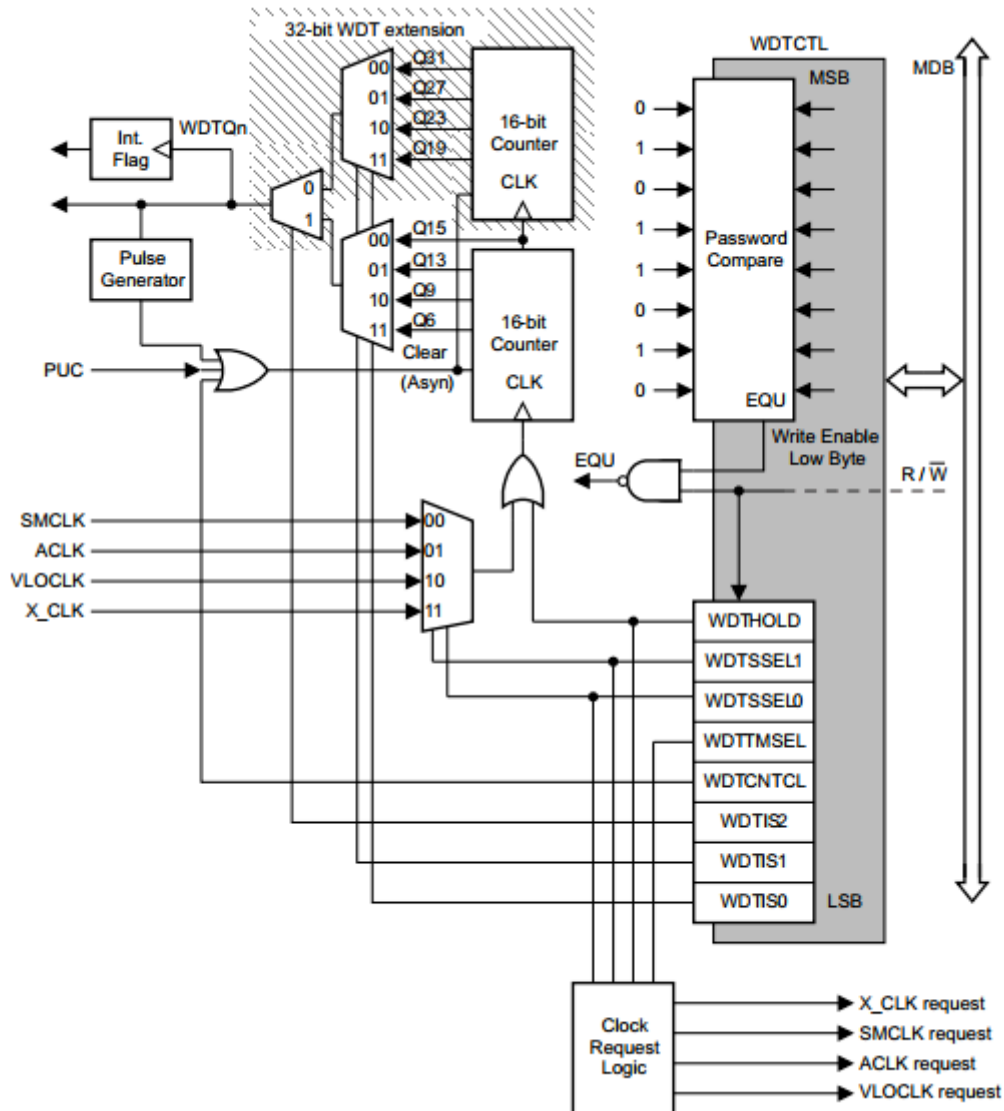 32-bit WDT extension
WDTCTL
MDB
MSB
00 Q31
01 Q27
10 Q23
11 Q19
16-bit
Counter
CLK
0
1
0
1
1
0
1
0
Password
Compare
EQU
WDTQn
Int.
Flag
0
1
Pulse
Generator
00 Q15
01 Q13
10 Q9
11 Q6
16-bit
Counter
CLK
Clear
(Asyn)
PUC
Write Enable
Low Byte
EQU
R / W̅
SMCLK 00
ACLK 01
VLOCLK 10
X_CLK 11
WDTHOLD
WDTSSEL1
WDTSSEL0
WDTTMSEL
WDTCNTCL
WDTIS2
WDTIS1
WDTIS0
LSB
Clock
Request
Logic
X_CLK request
SMCLK request
ACLK request
VLOCLK request